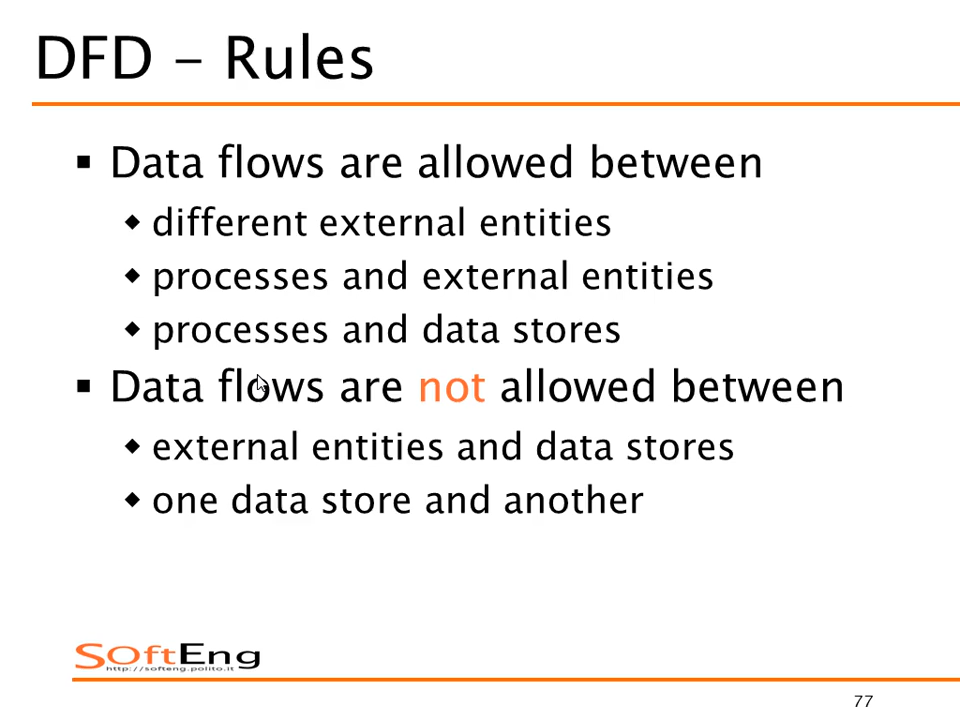 DFD – Rules
Data flows are allowed between
different external entities
processes and external entities
processes and data stores
Data flows are not allowed between
external entities and data stores
one data store and another
SOftEng
http://softeng.polito.it
77